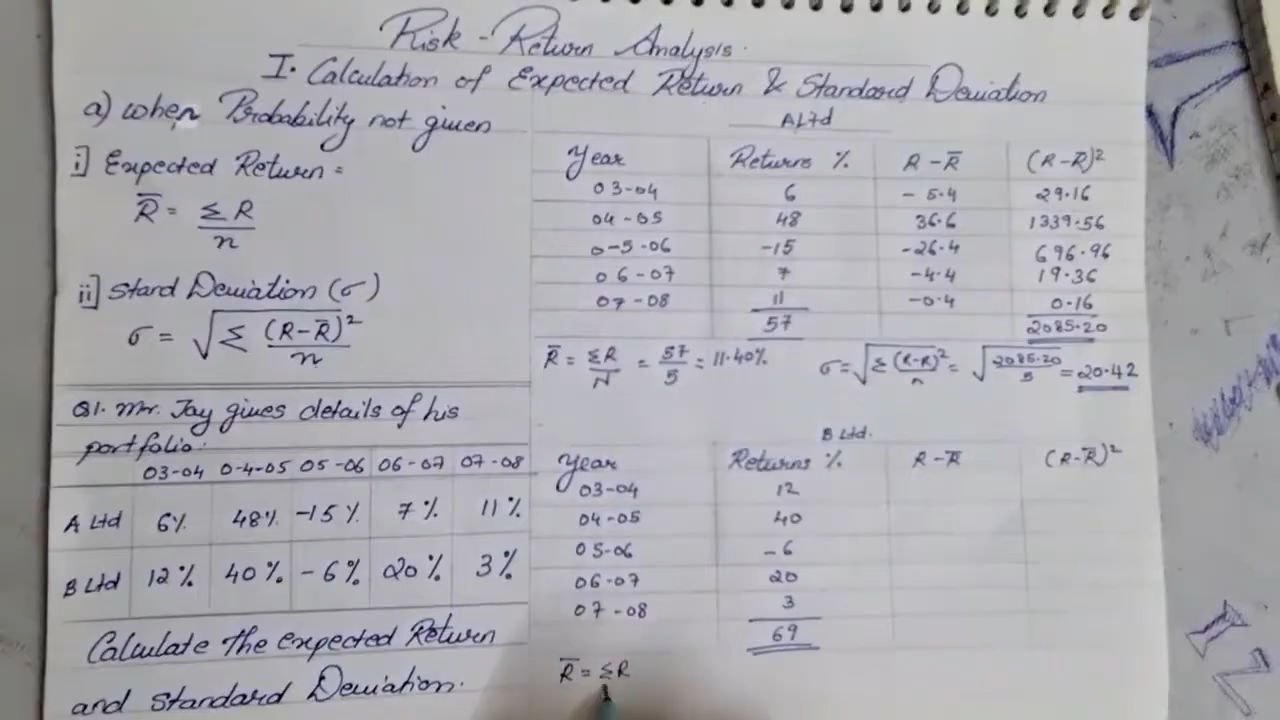 Risk - Return Analysis.
I. Calculation of Expected Return & Standard Deviation
a) when Probability not given
i] Expected Return =
R̅ = ΣR
n
ii] Stard Deviation (σ)
σ = √Σ (R-R̅)²
n
Q1. Mr. Jay gives details of his
portfolio:
03-04 0-4-05 05-06 06-07 07-08
A Ltd 6% 48% -15% 7% 11%
B Ltd 12% 40% -6% 20% 3%
Calculate the expected Return
and Standard Deviation.
A Ltd
Year Returns % R-R̅ (R-R̅)²
03-04 6 -5.4 29.16
04-05 48 36.6 1339.56
0-5-06 -15 -26.4 696.96
06-07 7 -4.4 19.36
07-08 11 -0.4 0.16
57 2085.20
R̅ = ΣR/N = 57/5 = 11.40% σ = √Σ(R-R)²/n = √2085.20/5 = 20.42
B Ltd.
Year Returns % R-R̅ (R-R̅)²
03-04 12
04-05 40
05-06 -6
06-07 20
07-08 3
69
R̅ = ΣR